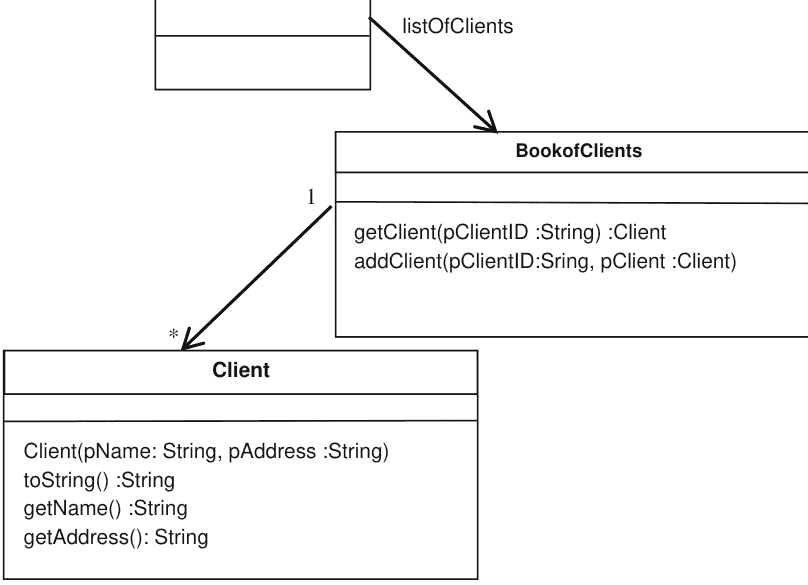 listOfClients
BookofClients
1
getClient(pClientID :String) :Client
addClient(pClientID:Sring, pClient :Client)
*
Client
Client(pName: String, pAddress :String)
toString() :String
getName() :String
getAddress(): String